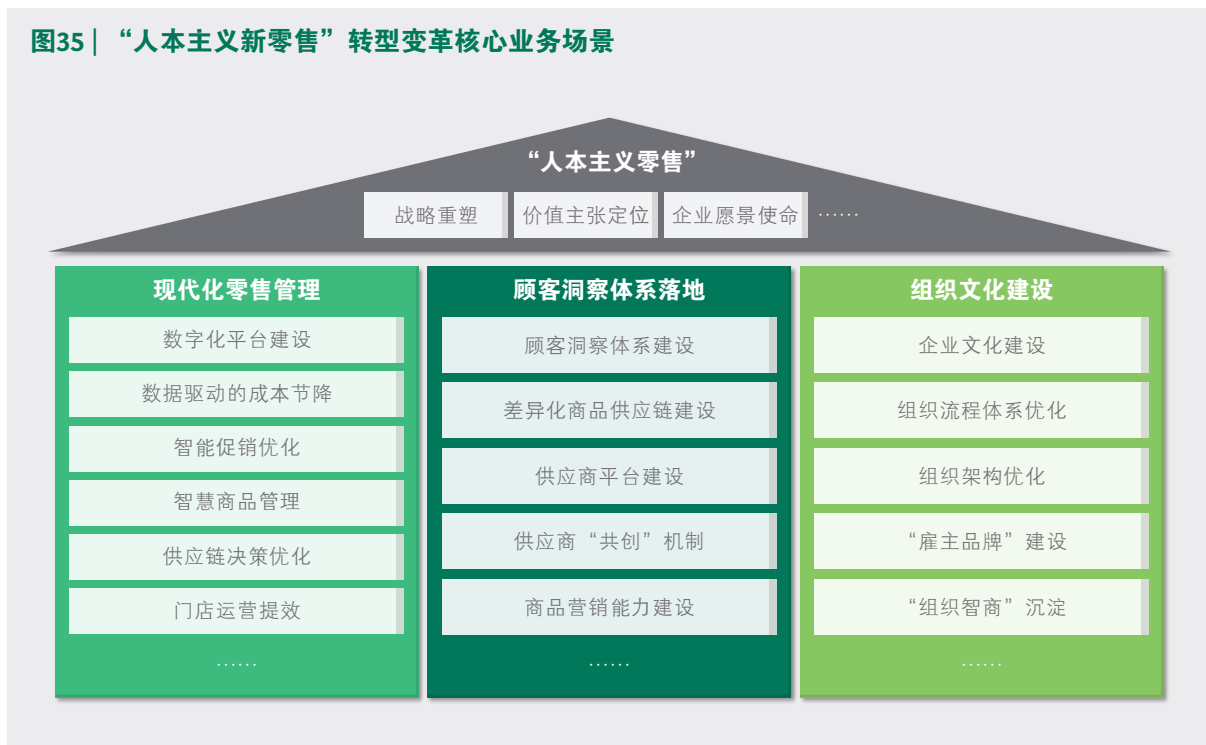 图35 | “人本主义新零售”转型变革核心业务场景
“人本主义零售”
战略重塑 价值主张定位 企业愿景使命 ······
现代化零售管理
数字化平台建设
数据驱动的成本节降
智能促销优化
智慧商品管理
供应链决策优化
门店运营提效
······
顾客洞察体系落地
顾客洞察体系建设
差异化商品供应链建设
供应商平台建设
供应商“共创”机制
商品营销能力建设
······
组织文化建设
企业文化建设
组织流程体系优化
组织架构优化
“雇主品牌”建设
“组织智商”沉淀
······